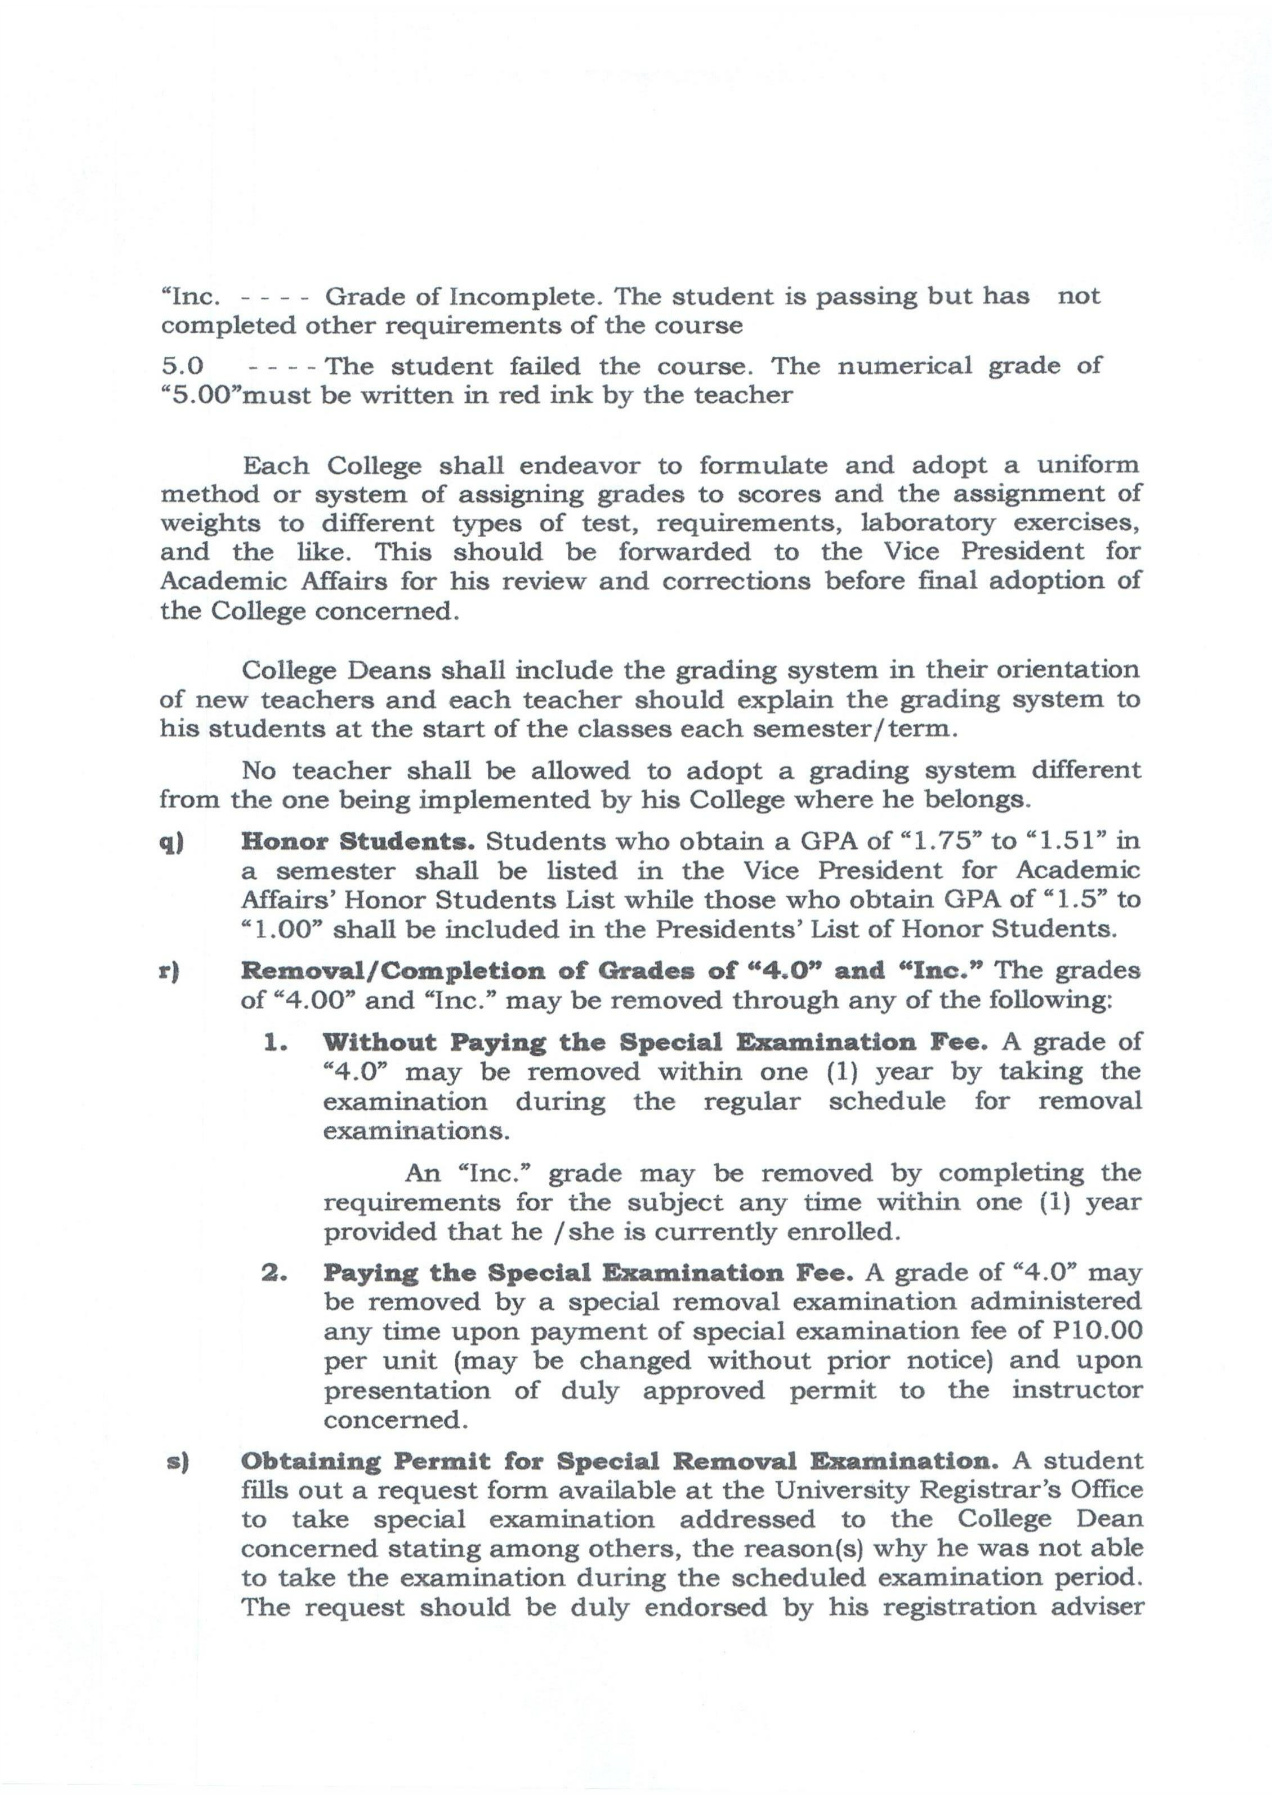 “Inc. - - - - Grade of Incomplete. The student is passing but has not
completed other requirements of the course
5.0 - - - - The student failed the course. The numerical grade of
“5.00”must be written in red ink by the teacher
Each College shall endeavor to formulate and adopt a uniform
method or system of assigning grades to scores and the assignment of
weights to different types of test, requirements, laboratory exercises,
and the like. This should be forwarded to the Vice President for
Academic Affairs for his review and corrections before final adoption of
the College concerned.
College Deans shall include the grading system in their orientation
of new teachers and each teacher should explain the grading system to
his students at the start of the classes each semester/term.
No teacher shall be allowed to adopt a grading system different
from the one being implemented by his College where he belongs.
q) Honor Students. Students who obtain a GPA of “1.75” to “1.51” in
a semester shall be listed in the Vice President for Academic
Affairs’ Honor Students List while those who obtain GPA of “1.5” to
“1.00” shall be included in the Presidents’ List of Honor Students.
r) Removal/Completion of Grades of “4.0” and “Inc.” The grades
of “4.00” and “Inc.” may be removed through any of the following:
1. Without Paying the Special Examination Fee. A grade of
“4.0” may be removed within one (1) year by taking the
examination during the regular schedule for removal
examinations.
An “Inc.” grade may be removed by completing the
requirements for the subject any time within one (1) year
provided that he /she is currently enrolled.
2. Paying the Special Examination Fee. A grade of “4.0” may
be removed by a special removal examination administered
any time upon payment of special examination fee of P10.00
per unit (may be changed without prior notice) and upon
presentation of duly approved permit to the instructor
concerned.
s) Obtaining Permit for Special Removal Examination. A student
fills out a request form available at the University Registrar’s Office
to take special examination addressed to the College Dean
concerned stating among others, the reason(s) why he was not able
to take the examination during the scheduled examination period.
The request should be duly endorsed by his registration adviser